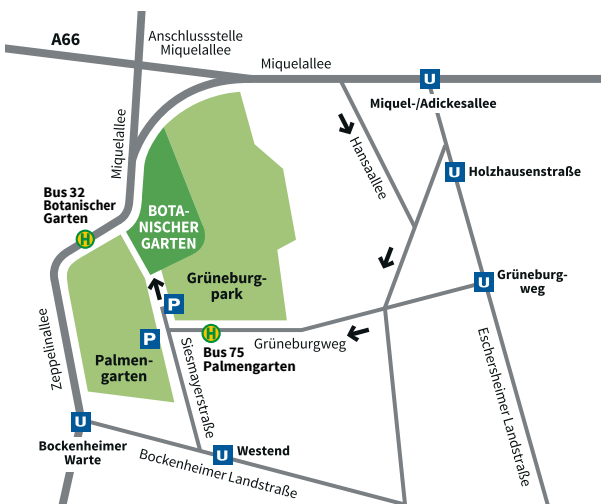 A66
Anschlussstelle
Miquelallee
Miquelallee
U
Miquel-/Adickesallee
Miquelallee
Hansaallee
U
Holzhausenstraße
Bus 32
Botanischer
Garten
H
BOTA-
NISCHER
GARTEN
Grüneburg-
park
U
Grüneburg-
weg
P
P
H
Bus 75
Palmengarten
Grüneburgweg
Zeppelinallee
Palmen-
garten
Siesmayerstraße
Eschersheimer Landstraße
U
Bockenheimer
Warte
U
Westend
Bockenheimer Landstraße